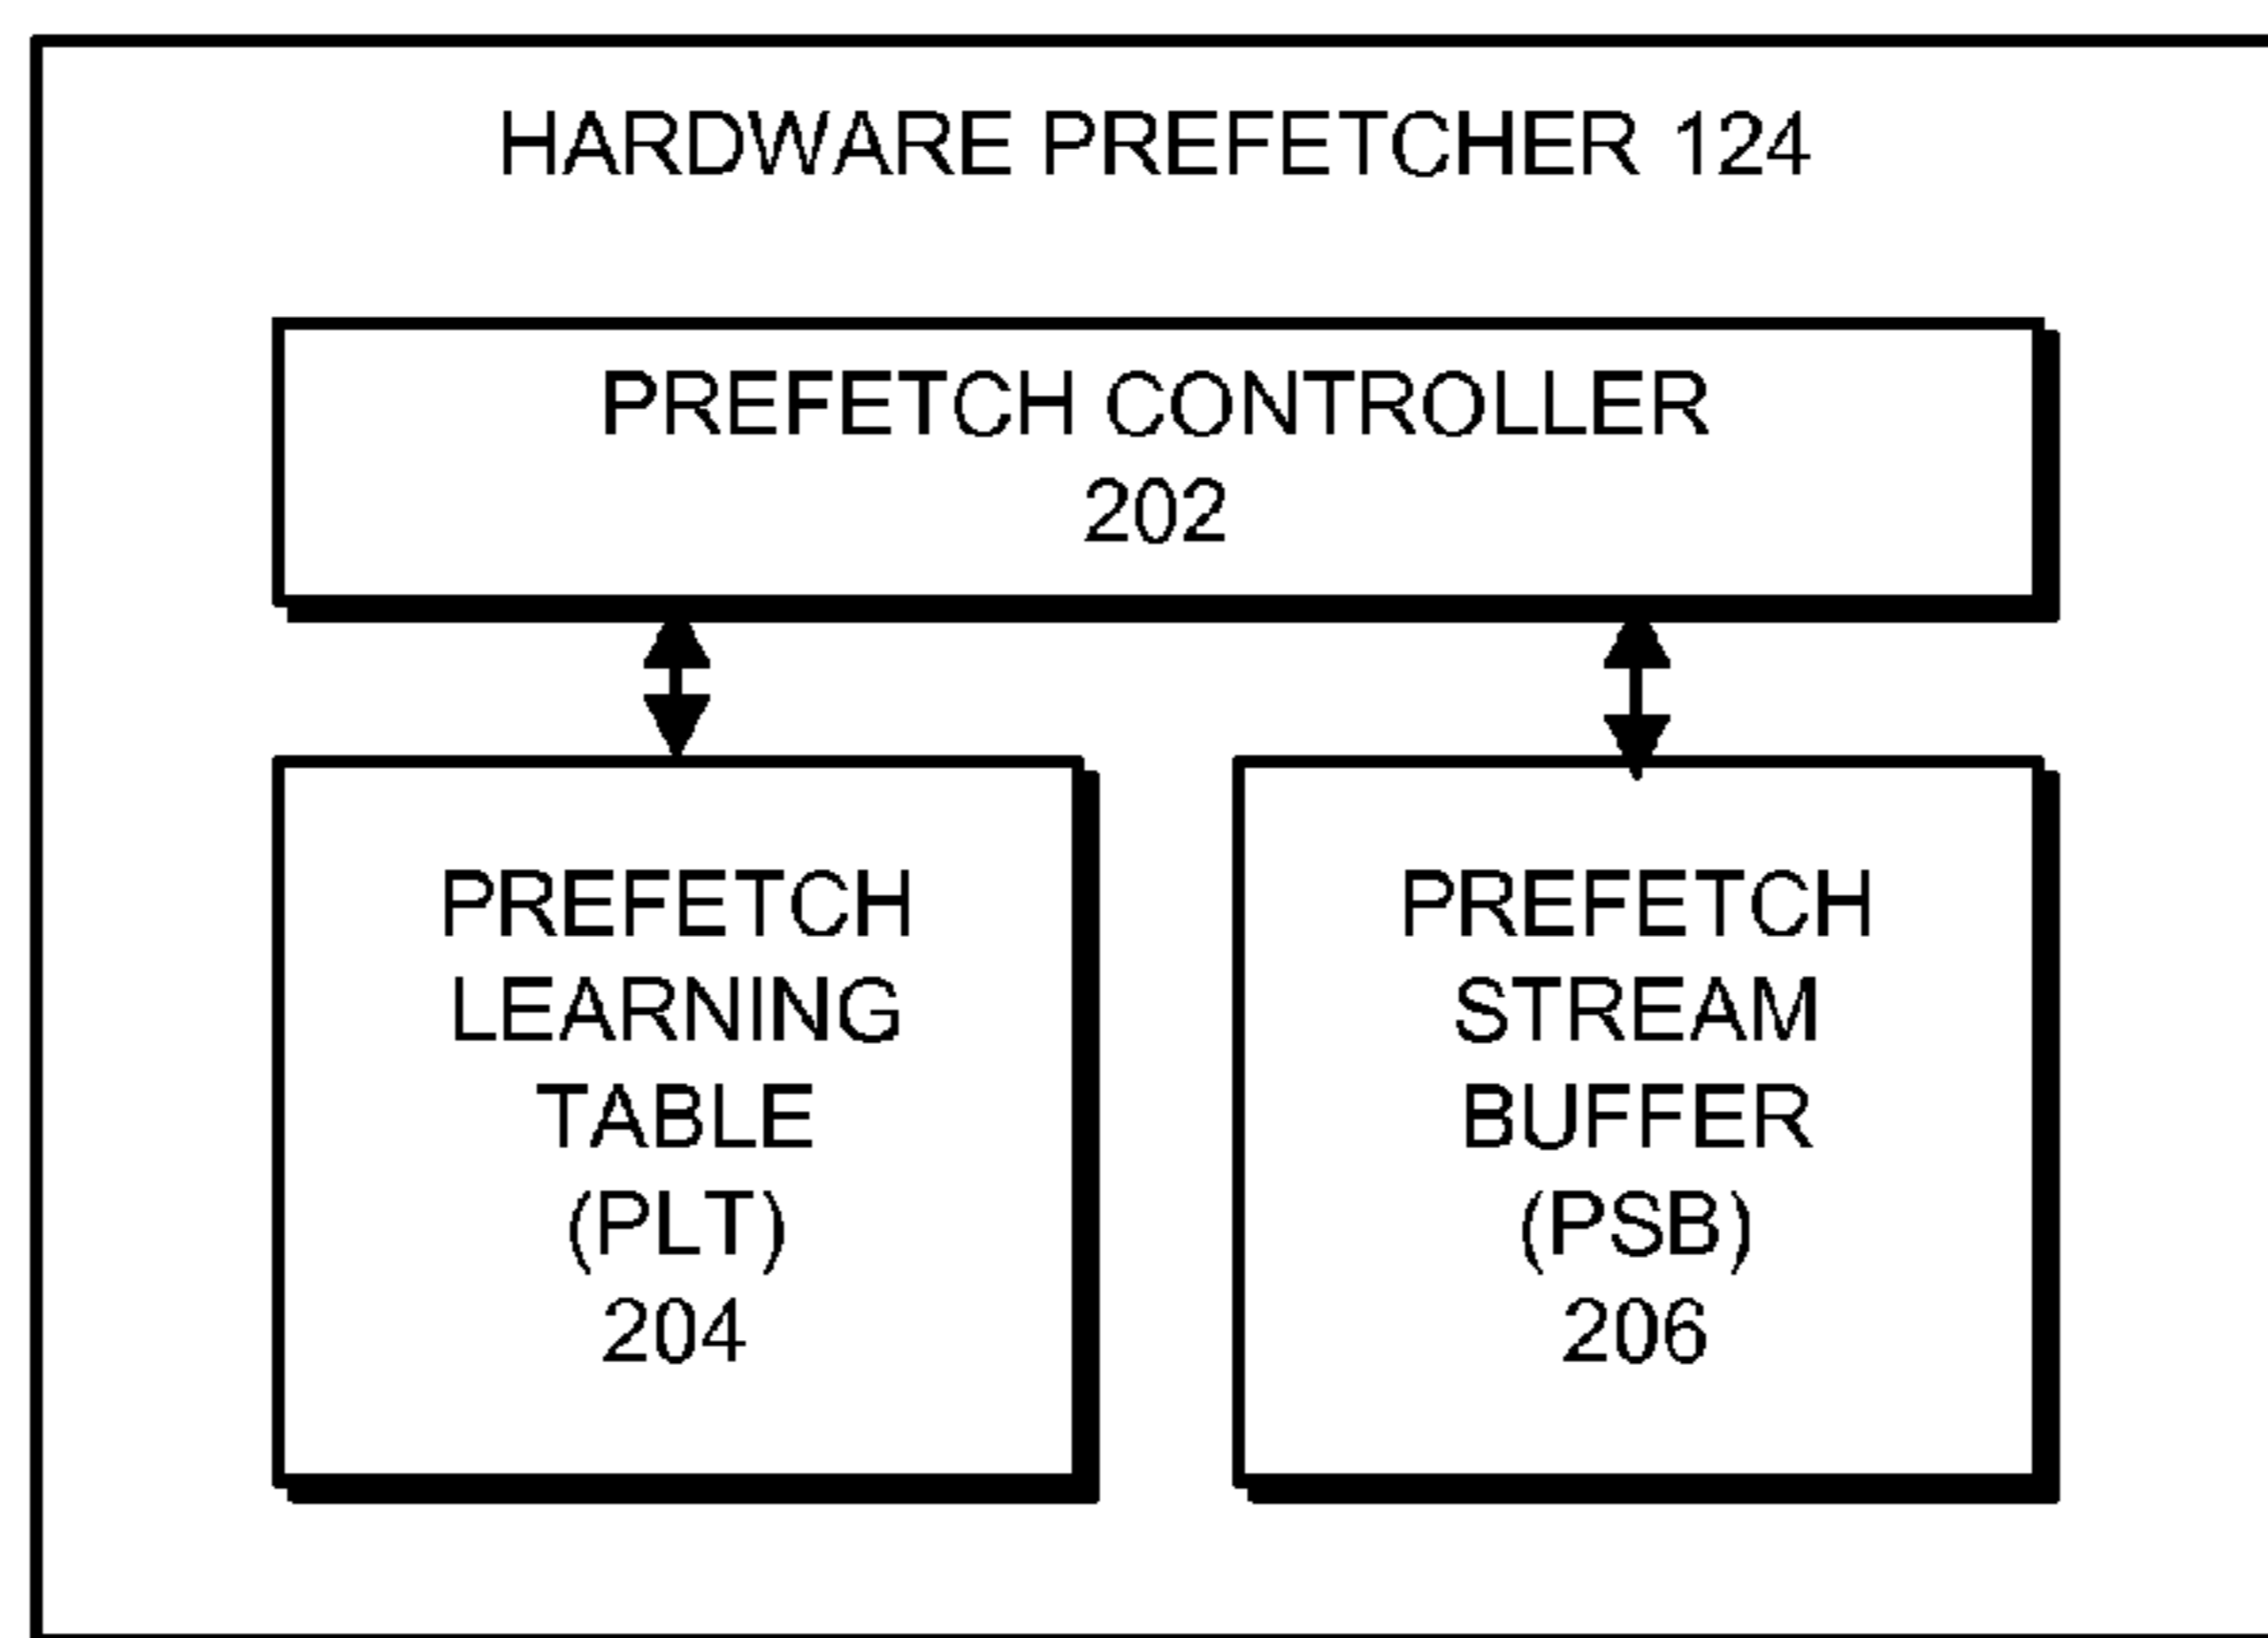 HARDWARE PREFETCHER 124
PREFETCH CONTROLLER
202
PREFETCH
LEARNING
TABLE
(PLT)
204
PREFETCH
STREAM
BUFFER
(PSB)
206